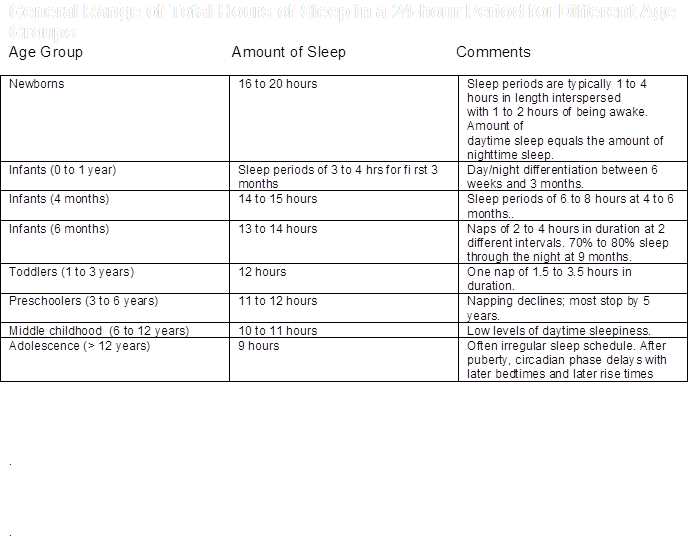 General Range of Total Hours of Sleep in a 24-hour Period for Different Age
Groups
Age Group Amount of Sleep Comments
Newborns 16 to 20 hours Sleep periods are typically 1 to 4
hours in length interspersed
with 1 to 2 hours of being awake.
Amount of
daytime sleep equals the amount of
nighttime sleep.
Infants (0 to 1 year) Sleep periods of 3 to 4 hrs for fi rst 3
months Day/night differentiation between 6
weeks and 3 months.
Infants (4 months) 14 to 15 hours Sleep periods of 6 to 8 hours at 4 to 6
months..
Infants (6 months) 13 to 14 hours Naps of 2 to 4 hours in duration at 2
different intervals. 70% to 80% sleep
through the night at 9 months.
Toddlers (1 to 3 years) 12 hours One nap of 1.5 to 3.5 hours in
duration.
Preschoolers (3 to 6 years) 11 to 12 hours Napping declines; most stop by 5
years.
Middle childhood (6 to 12 years) 10 to 11 hours Low levels of daytime sleepiness.
Adolescence (> 12 years) 9 hours Often irregular sleep schedule. After
puberty, circadian phase delays with
later bedtimes and later rise times
.
.